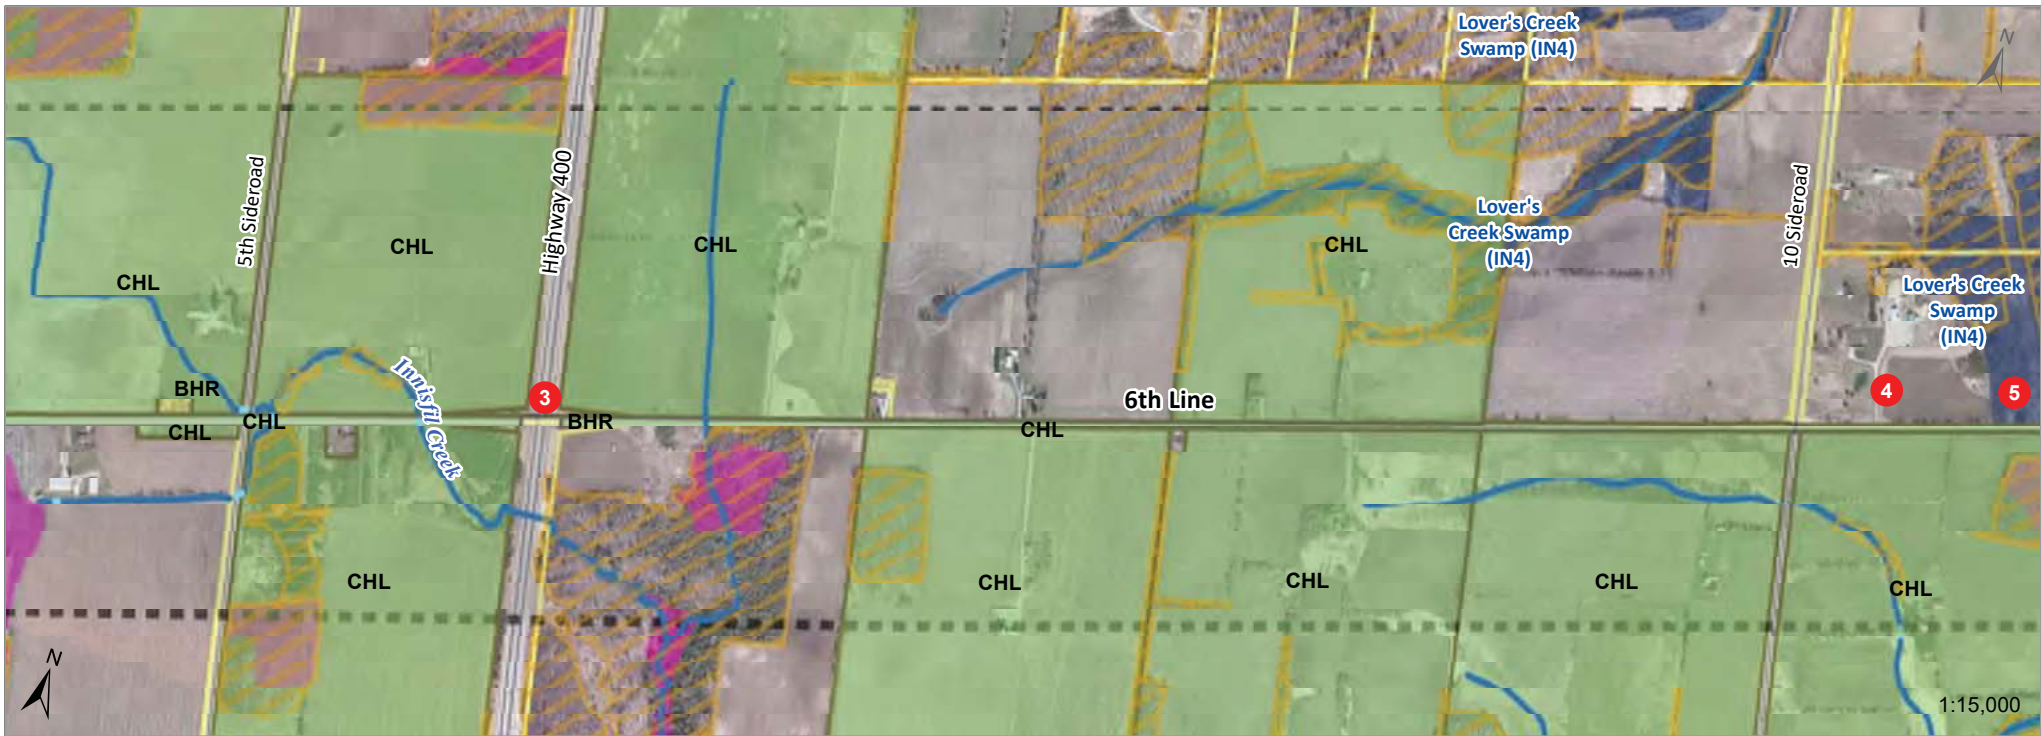 Lover's Creek
Swamp (IN4)
N
5th Sideroad
Highway 400
10 Sideroad
CHL
CHL
CHL
CHL
Lover's
Creek Swamp
(IN4)
Lover's Creek
Swamp
(IN4)
Innisfil Creek
BHR
3
6th Line
4
5
CHL
CHL
BHR
CHL
CHL
CHL
CHL
CHL
CHL
N
1:15,000